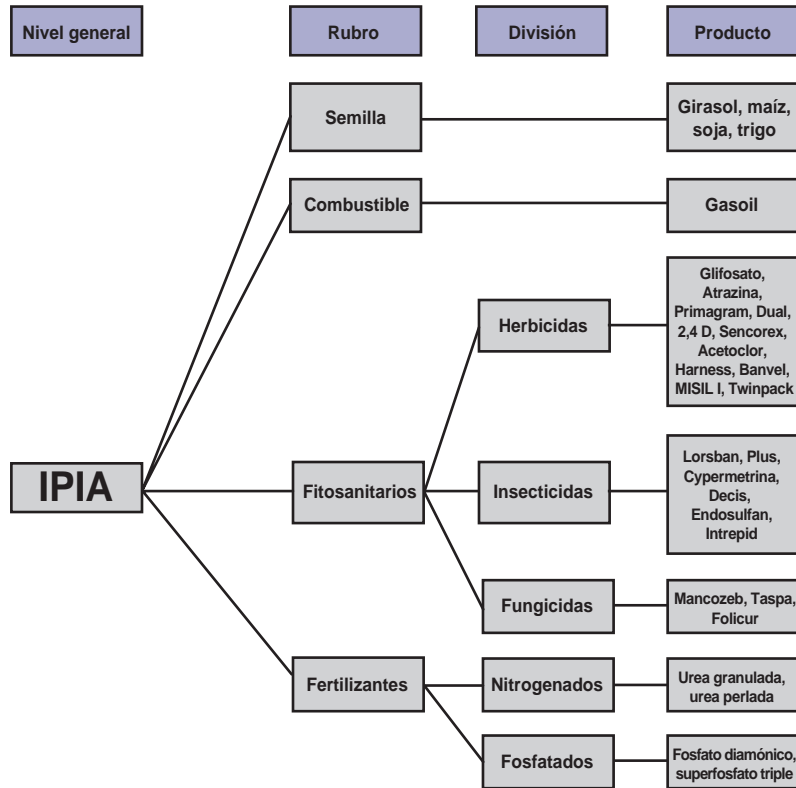 Nivel general
Rubro
División
Producto
Semilla
Girasol, maíz,
soja, trigo
Combustible
Gasoil
Herbicidas
Glifosato,
Atrazina,
Primagram, Dual,
2,4 D, Sencorex,
Acetoclor,
Harness, Banvel,
MISIL I, Twinpack
IPIA
Fitosanitarios
Insecticidas
Lorsban, Plus,
Cypermetrina,
Decis,
Endosulfan,
Intrepid
Fungicidas
Mancozeb, Taspa,
Folicur
Fertilizantes
Nitrogenados
Urea granulada,
urea perlada
Fosfatados
Fosfato diamónico,
superfosfato triple